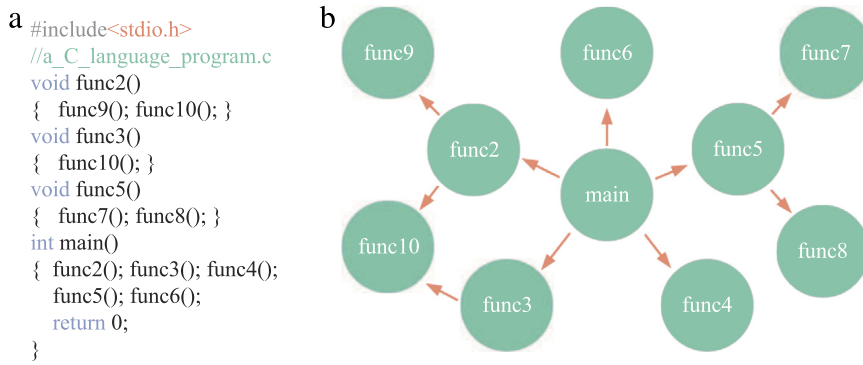 a
#include<stdio.h>
//a_C_language_program.c
void func2()
{ func9(); func10(); }
void func3()
{ func10(); }
void func5()
{ func7(); func8(); }
int main()
{ func2(); func3(); func4();
func5(); func6();
return 0;
}
b
func9
func6
func7
func2
func5
main
func10
func8
func3
func4